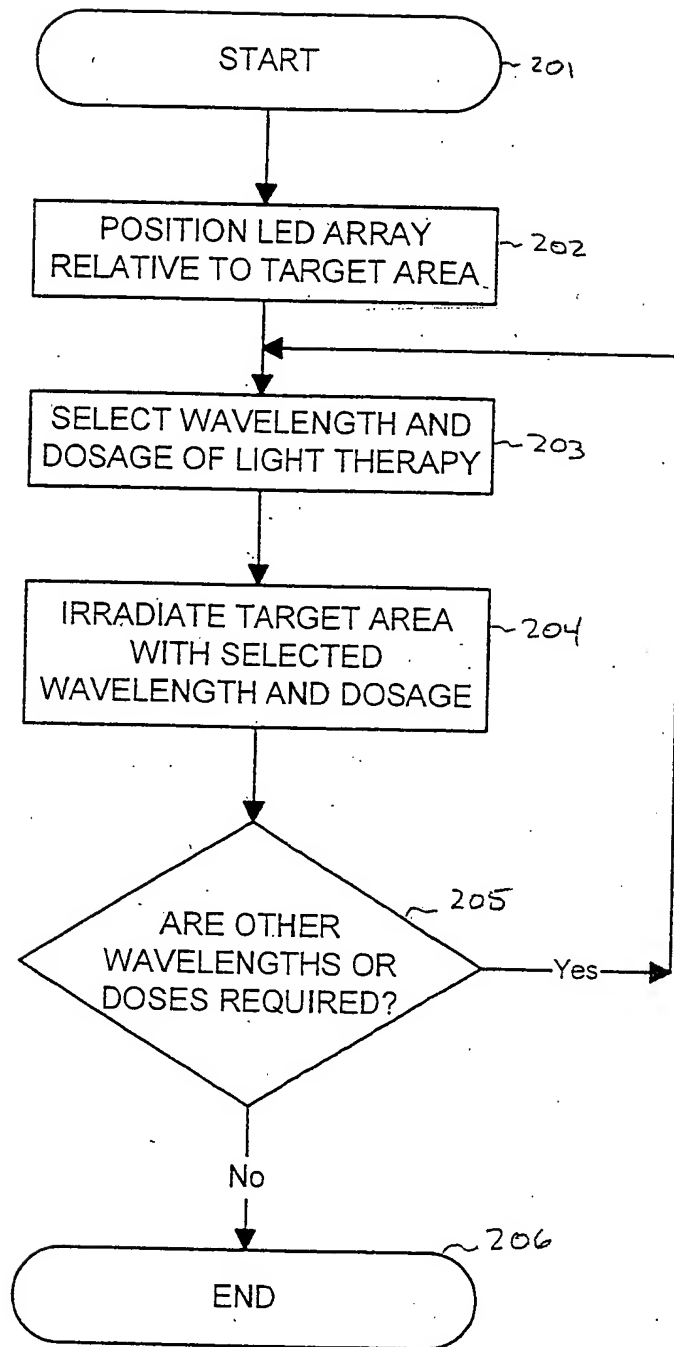 START
201
POSITION LED ARRAY
RELATIVE TO TARGET AREA
202
SELECT WAVELENGTH AND
DOSAGE OF LIGHT THERAPY
203
IRRADIATE TARGET AREA
WITH SELECTED
WAVELENGTH AND DOSAGE
204
ARE OTHER
WAVELENGTHS OR
DOSES REQUIRED?
205
Yes
No
END
206